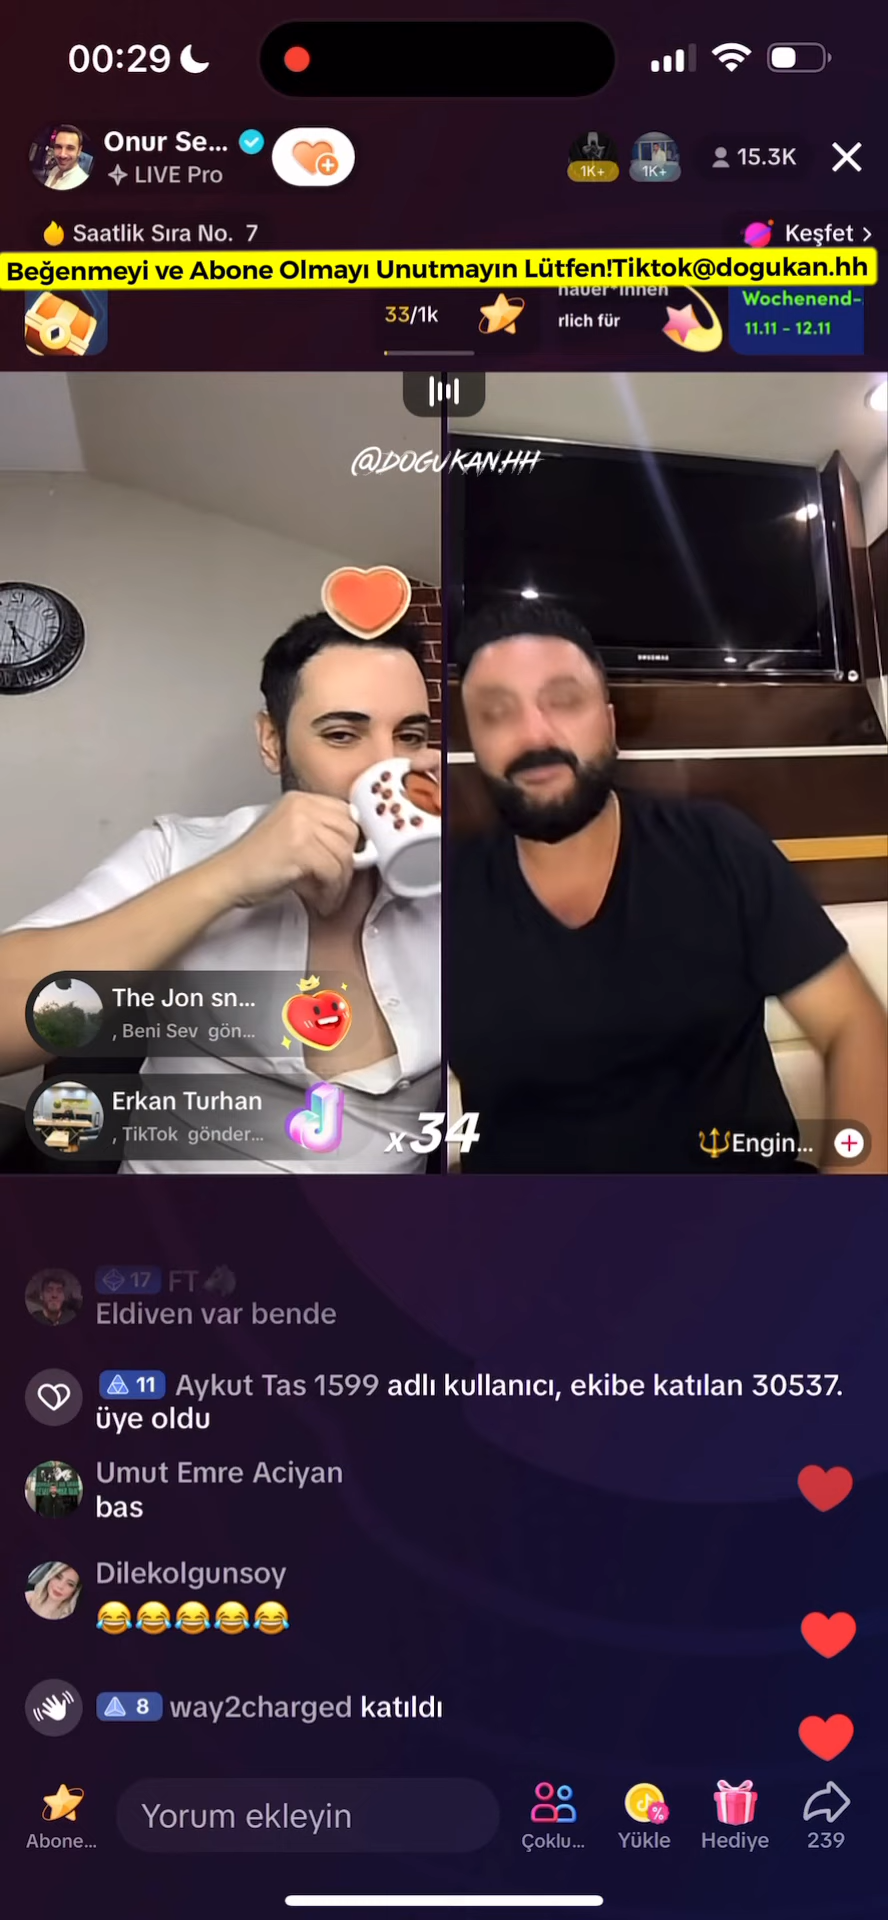 00:29
Onur Se...
LIVE Pro
1K+
1K+
15.3K
Saatlik Sıra No. 7
Keşfet >
Beğenmeyi ve Abone Olmayı Unutmayın Lütfen!Tiktok@dogukan.hh
33/1k
hauer*innen
rlich für
Wochenend-
11.11 - 12.11
@DOGUKAN.HH
The Jon sn...
, Beni Sev gön...
Erkan Turhan
, TikTok gönder...
x34
Engin...
17 FT
Eldiven var bende
11 Aykut Tas 1599 adlı kullanıcı, ekibe katılan 30537.
üye oldu
Umut Emre Aciyan
bas
Dilekolgunsoy
😂😂😂😂😂
8 way2charged katıldı
Abone...
Yorum ekleyin
Çoklu...
Yükle
Hediye
239